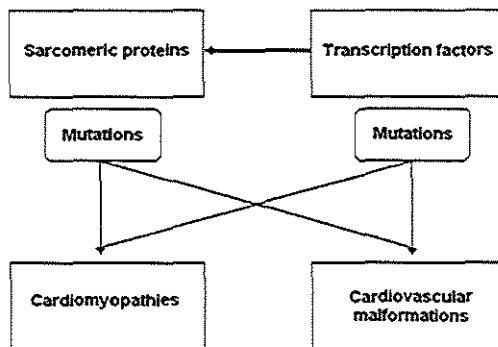 Sarcomeric proteins
Transcription factors
Mutations
Mutations
Cardiomyopathies
Cardiovascular
malformations